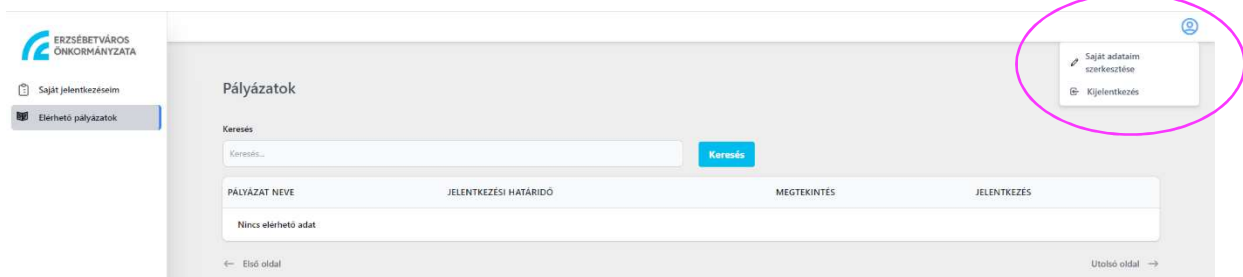 ERZSÉBETVÁROS
ÖNKORMÁNYZATA
Saját jelentkezéseim
Elérhető pályázatok
Saját adataim
szerkesztése
Kijelentkezés
Pályázatok
Keresés
Keresés...
Keresés
PÁLYÁZAT NEVE JELENTKEZÉSI HATÁRIDŐ MEGTEKINTÉS JELENTKEZÉS
Nincs elérhető adat
← Első oldal Utolsó oldal →